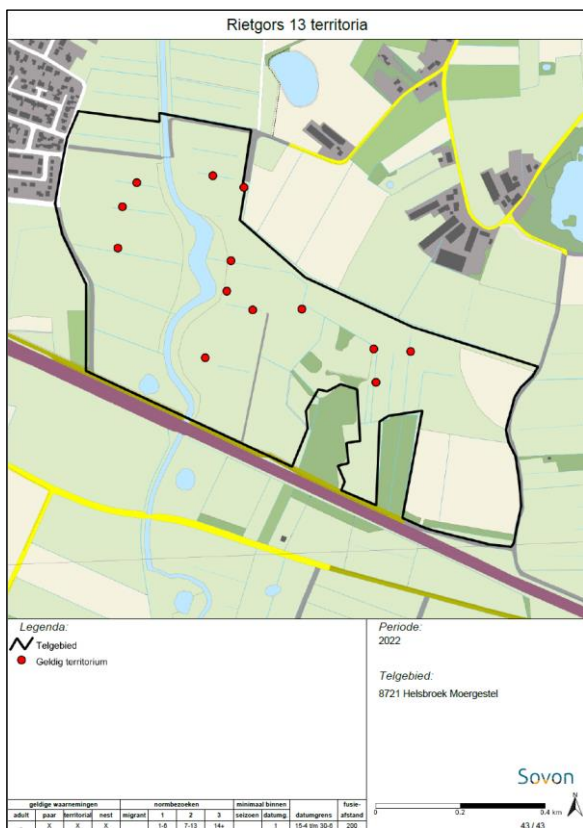 Rietgors 13 territoria
Legenda:
Telgebied
Geldig territorium
Periode:
2022
Telgebied:
8721 Helsbroek Moergestel
Sovon
0 0.2 0.4 km
N
43 / 43
geldige waarnemingen normbezoeken minimaal binnen fusie-
adult paar territoriaal nest migrant 1 2 3 seizoen datumg. datumgrens afstand
. X X X 1-6 7-13 14+ 1 15-4 t/m 30-6 200